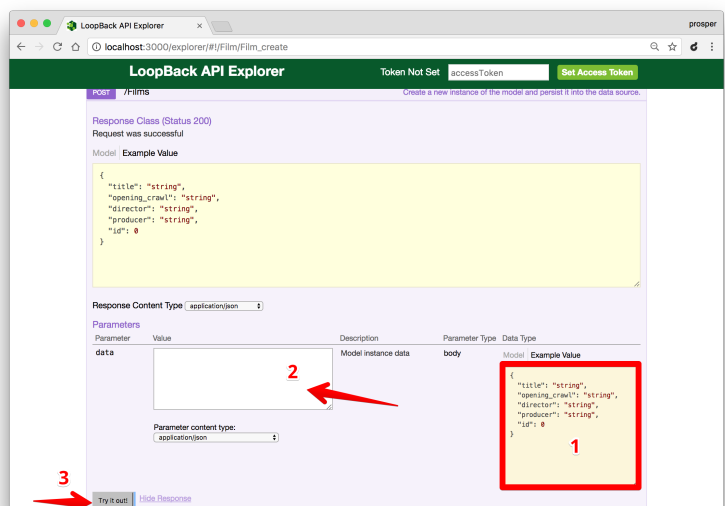 LoopBack API Explorer
prosper
localhost:3000/explorer/#!/Film/Film_create
LoopBack API Explorer Token Not Set accessToken Set Access Token
POST /Films Create a new instance of the model and persist it into the data source.
Response Class (Status 200)
Request was successful
Model Example Value
{
"title": "string",
"opening_crawl": "string",
"director": "string",
"producer": "string",
"id": 0
}
Response Content Type application/json
Parameters
Parameter Value Description Parameter Type Data Type
data Model instance data body Model Example Value
2
{
"title": "string",
"opening_crawl": "string",
"director": "string",
"producer": "string",
"id": 0
}
1
Parameter content type:
application/json
3
Try it out! Hide Response